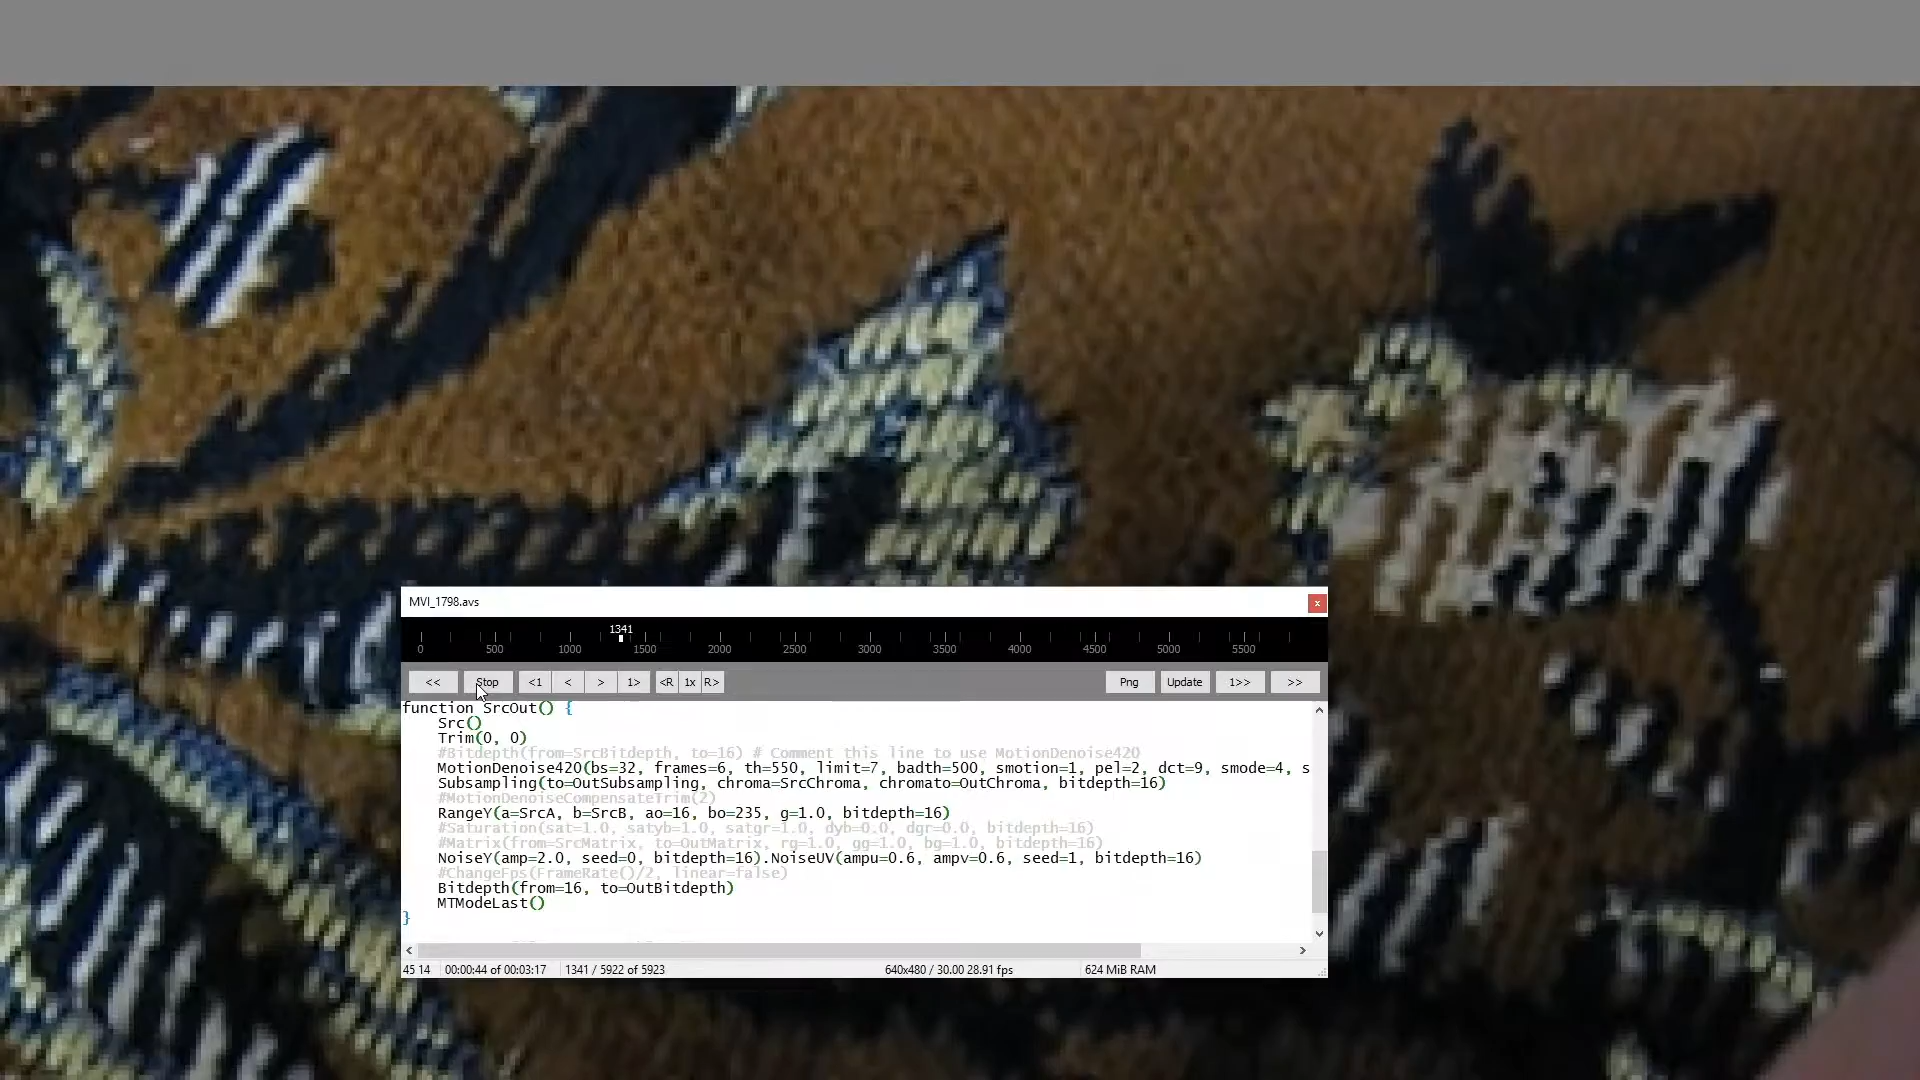 MVI_1798.avs
x
1341
0 500 1000 1500 2000 2500 3000 3500 4000 4500 5000 5500
<< Stop <1 < > 1> <R 1x R> Png Update 1>> >>
function SrcOut() {
Src()
Trim(0, 0)
#Bitdepth(from=SrcBitdepth, to=16) # Comment this line to use MotionDenoise420
MotionDenoise420(bs=32, frames=6, th=550, limit=7, badth=500, smotion=1, pel=2, dct=9, smode=4, s
Subsampling(to=OutSubsampling, chroma=SrcChroma, chromato=OutChroma, bitdepth=16)
#MotionDenoiseCompensateTrim(2)
RangeY(a=SrcA, b=SrcB, ao=16, bo=235, g=1.0, bitdepth=16)
#Saturation(sat=1.0, satyb=1.0, satgr=1.0, dyb=0.0, dgr=0.0, bitdepth=16)
#Matrix(from=SrcMatrix, to=OutMatrix, rg=1.0, gg=1.0, bg=1.0, bitdepth=16)
NoiseY(amp=2.0, seed=0, bitdepth=16).NoiseUV(ampu=0.6, ampv=0.6, seed=1, bitdepth=16)
#ChangeFps(FrameRate()/2, linear=false)
Bitdepth(from=16, to=OutBitdepth)
MTModeLast()
}
45 14 00:00:44 of 00:03:17 1341 / 5922 of 5923 640x480 / 30.00 28.91 fps 624 MiB RAM